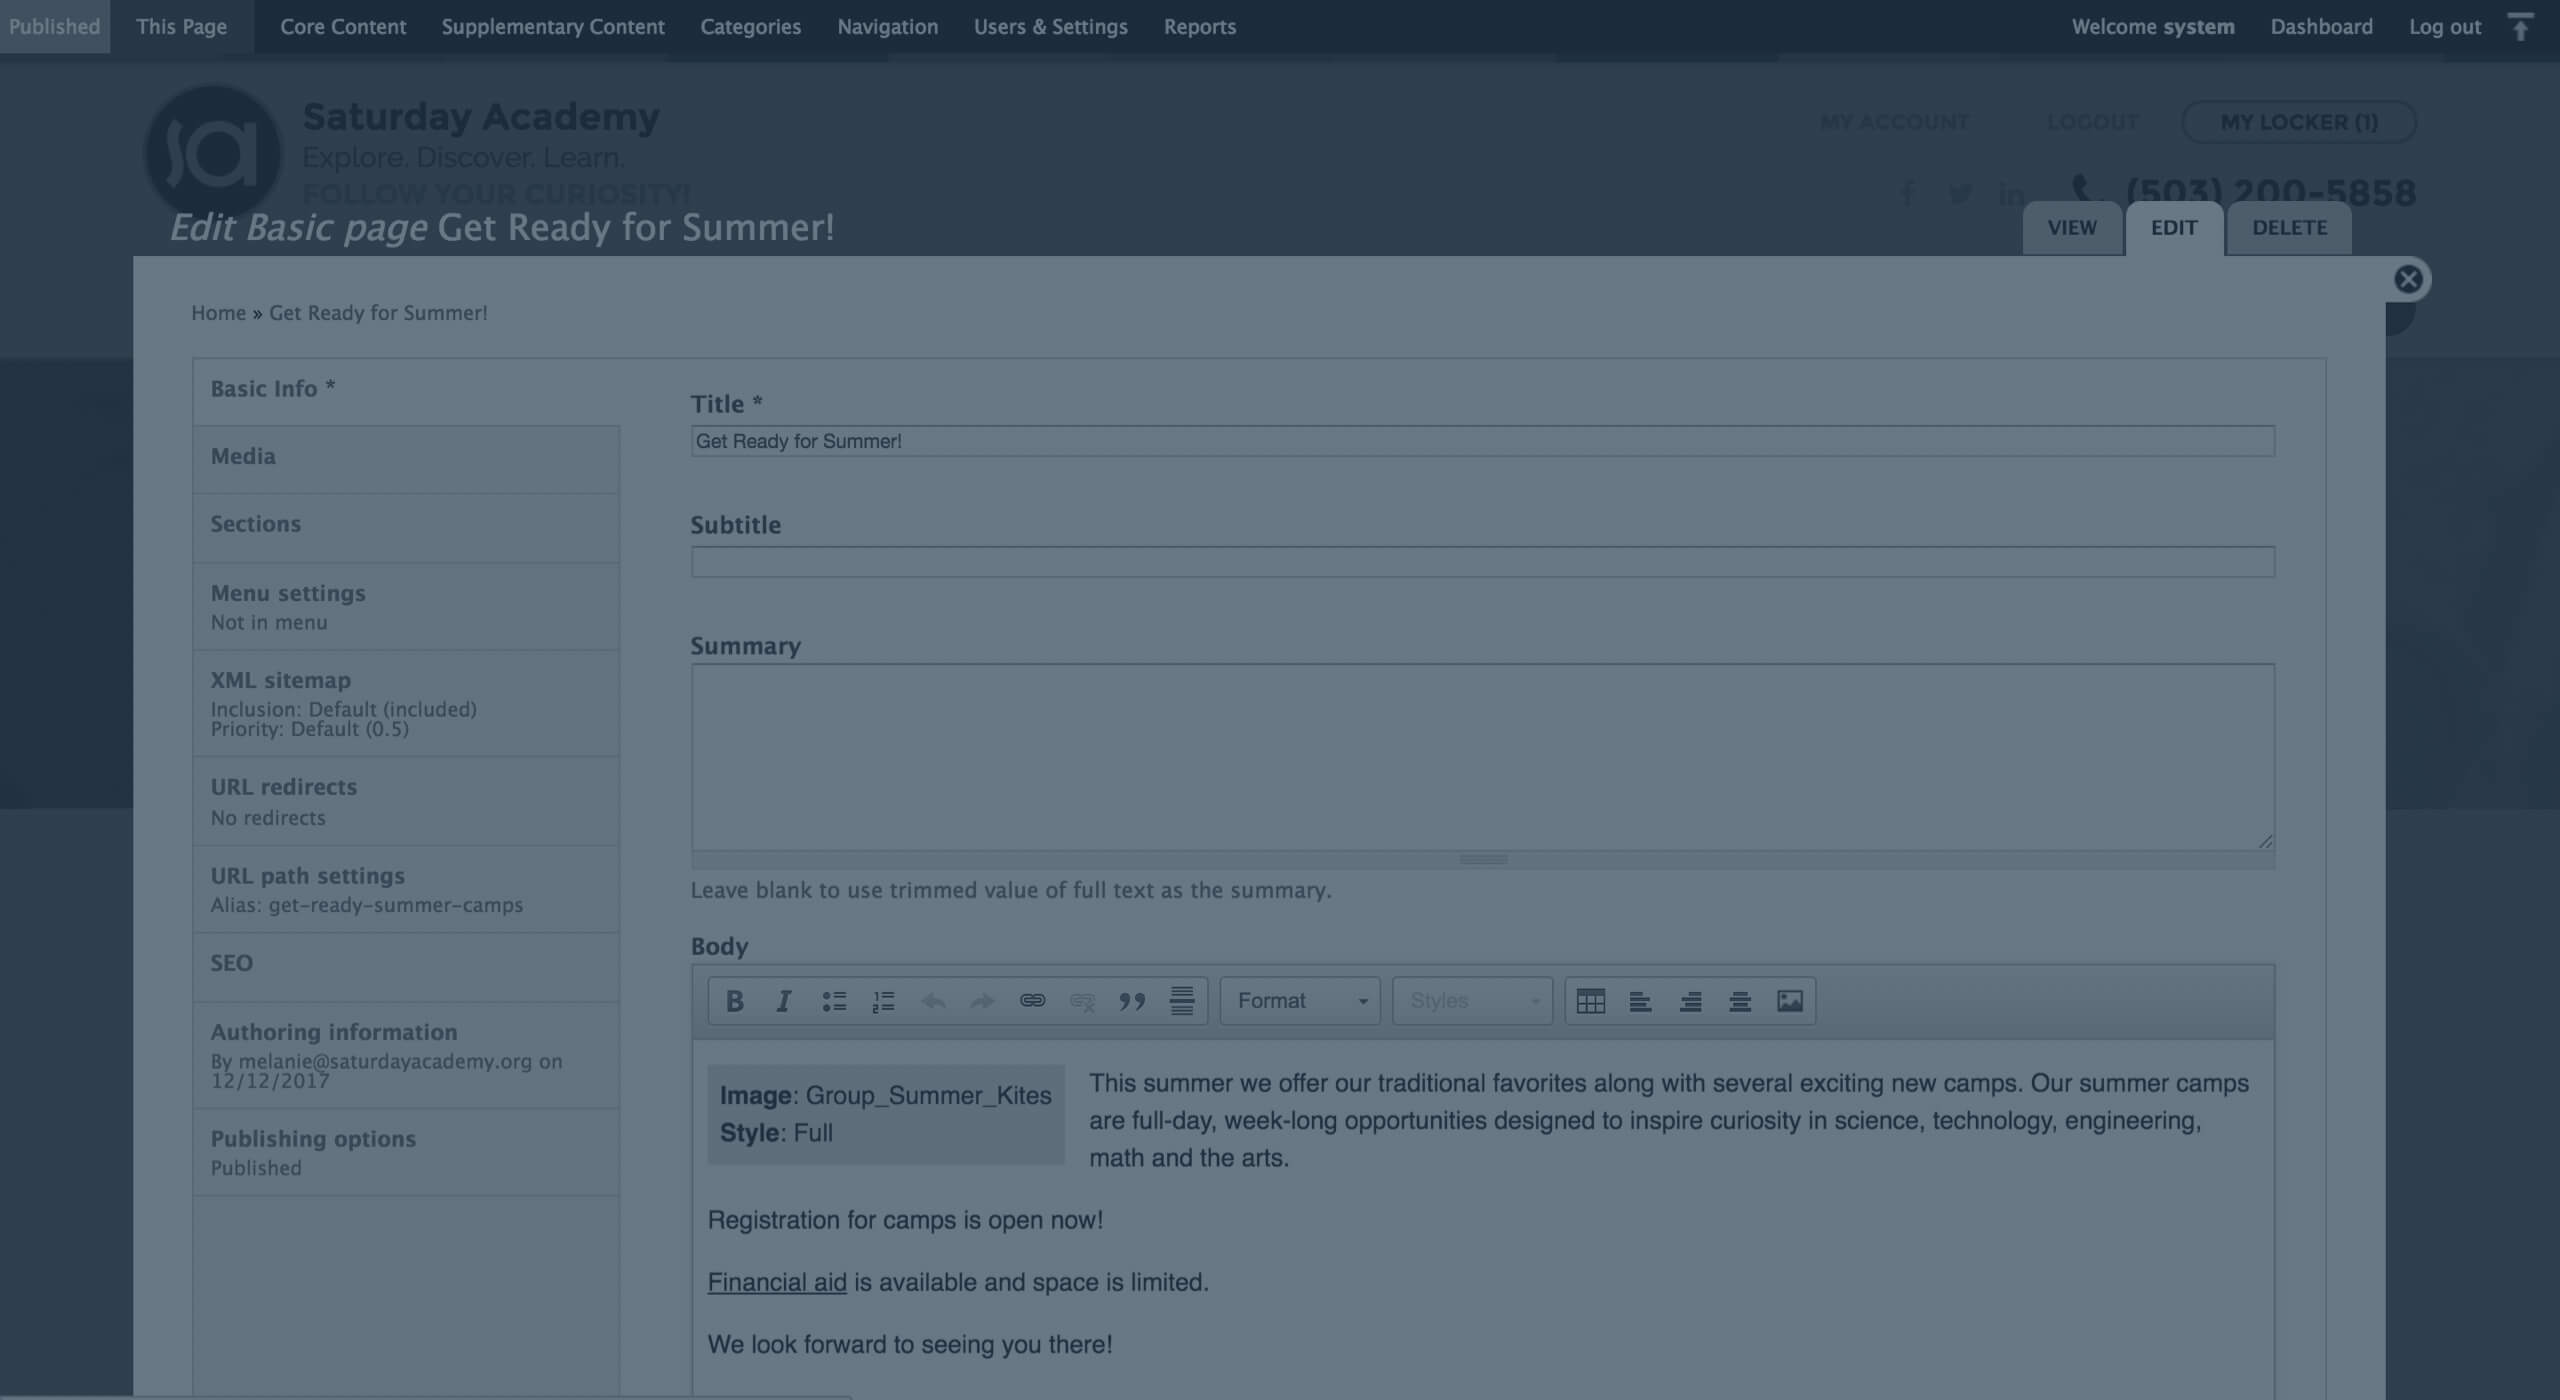 Published This Page Core Content Supplementary Content Categories Navigation Users & Settings Reports Welcome system Dashboard Log out
sa
Saturday Academy
Explore. Discover. Learn.
FOLLOW YOUR CURIOSITY!
MY ACCOUNT LOGOUT MY LOCKER (1)
f in (503) 200-5858
Edit Basic page Get Ready for Summer!
VIEW EDIT DELETE
Home » Get Ready for Summer!
Basic Info *
Media
Sections
Menu settings
Not in menu
XML sitemap
Inclusion: Default (included)
Priority: Default (0.5)
URL redirects
No redirects
URL path settings
Alias: get-ready-summer-camps
SEO
Authoring information
By melanie@saturdayacademy.org on
12/12/2017
Publishing options
Published
Title *
Get Ready for Summer!
Subtitle
Summary
Leave blank to use trimmed value of full text as the summary.
Body
B I Format Styles
Image: Group_Summer_Kites
Style: Full
This summer we offer our traditional favorites along with several exciting new camps. Our summer camps
are full-day, week-long opportunities designed to inspire curiosity in science, technology, engineering,
math and the arts.
Registration for camps is open now!
Financial aid is available and space is limited.
We look forward to seeing you there!